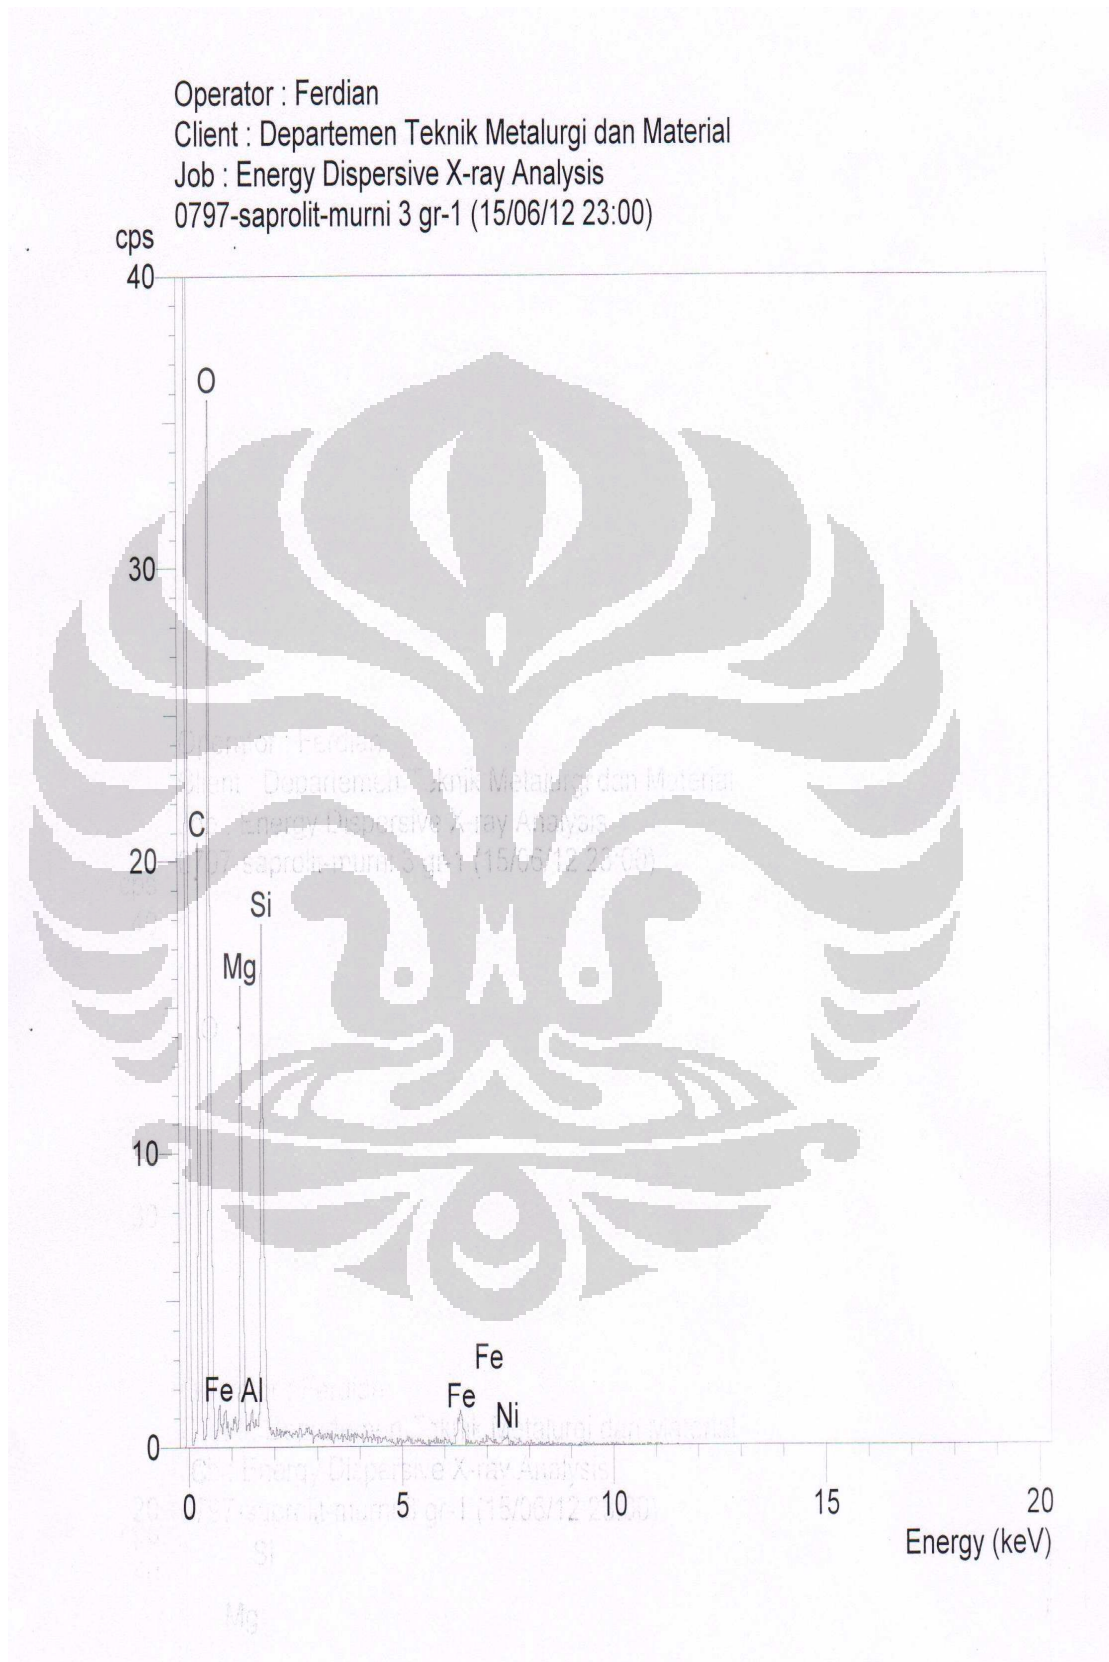 Operator : Ferdian
Client : Departemen Teknik Metalurgi dan Material
Job : Energy Dispersive X-ray Analysis
0797-saprolit-murni 3 gr-1 (15/06/12 23:00)
cps
40
O
30
C
20
Si
Mg
10
Fe
Fe Al
Fe
Ni
0
0 5 10 15 20
Energy (keV)